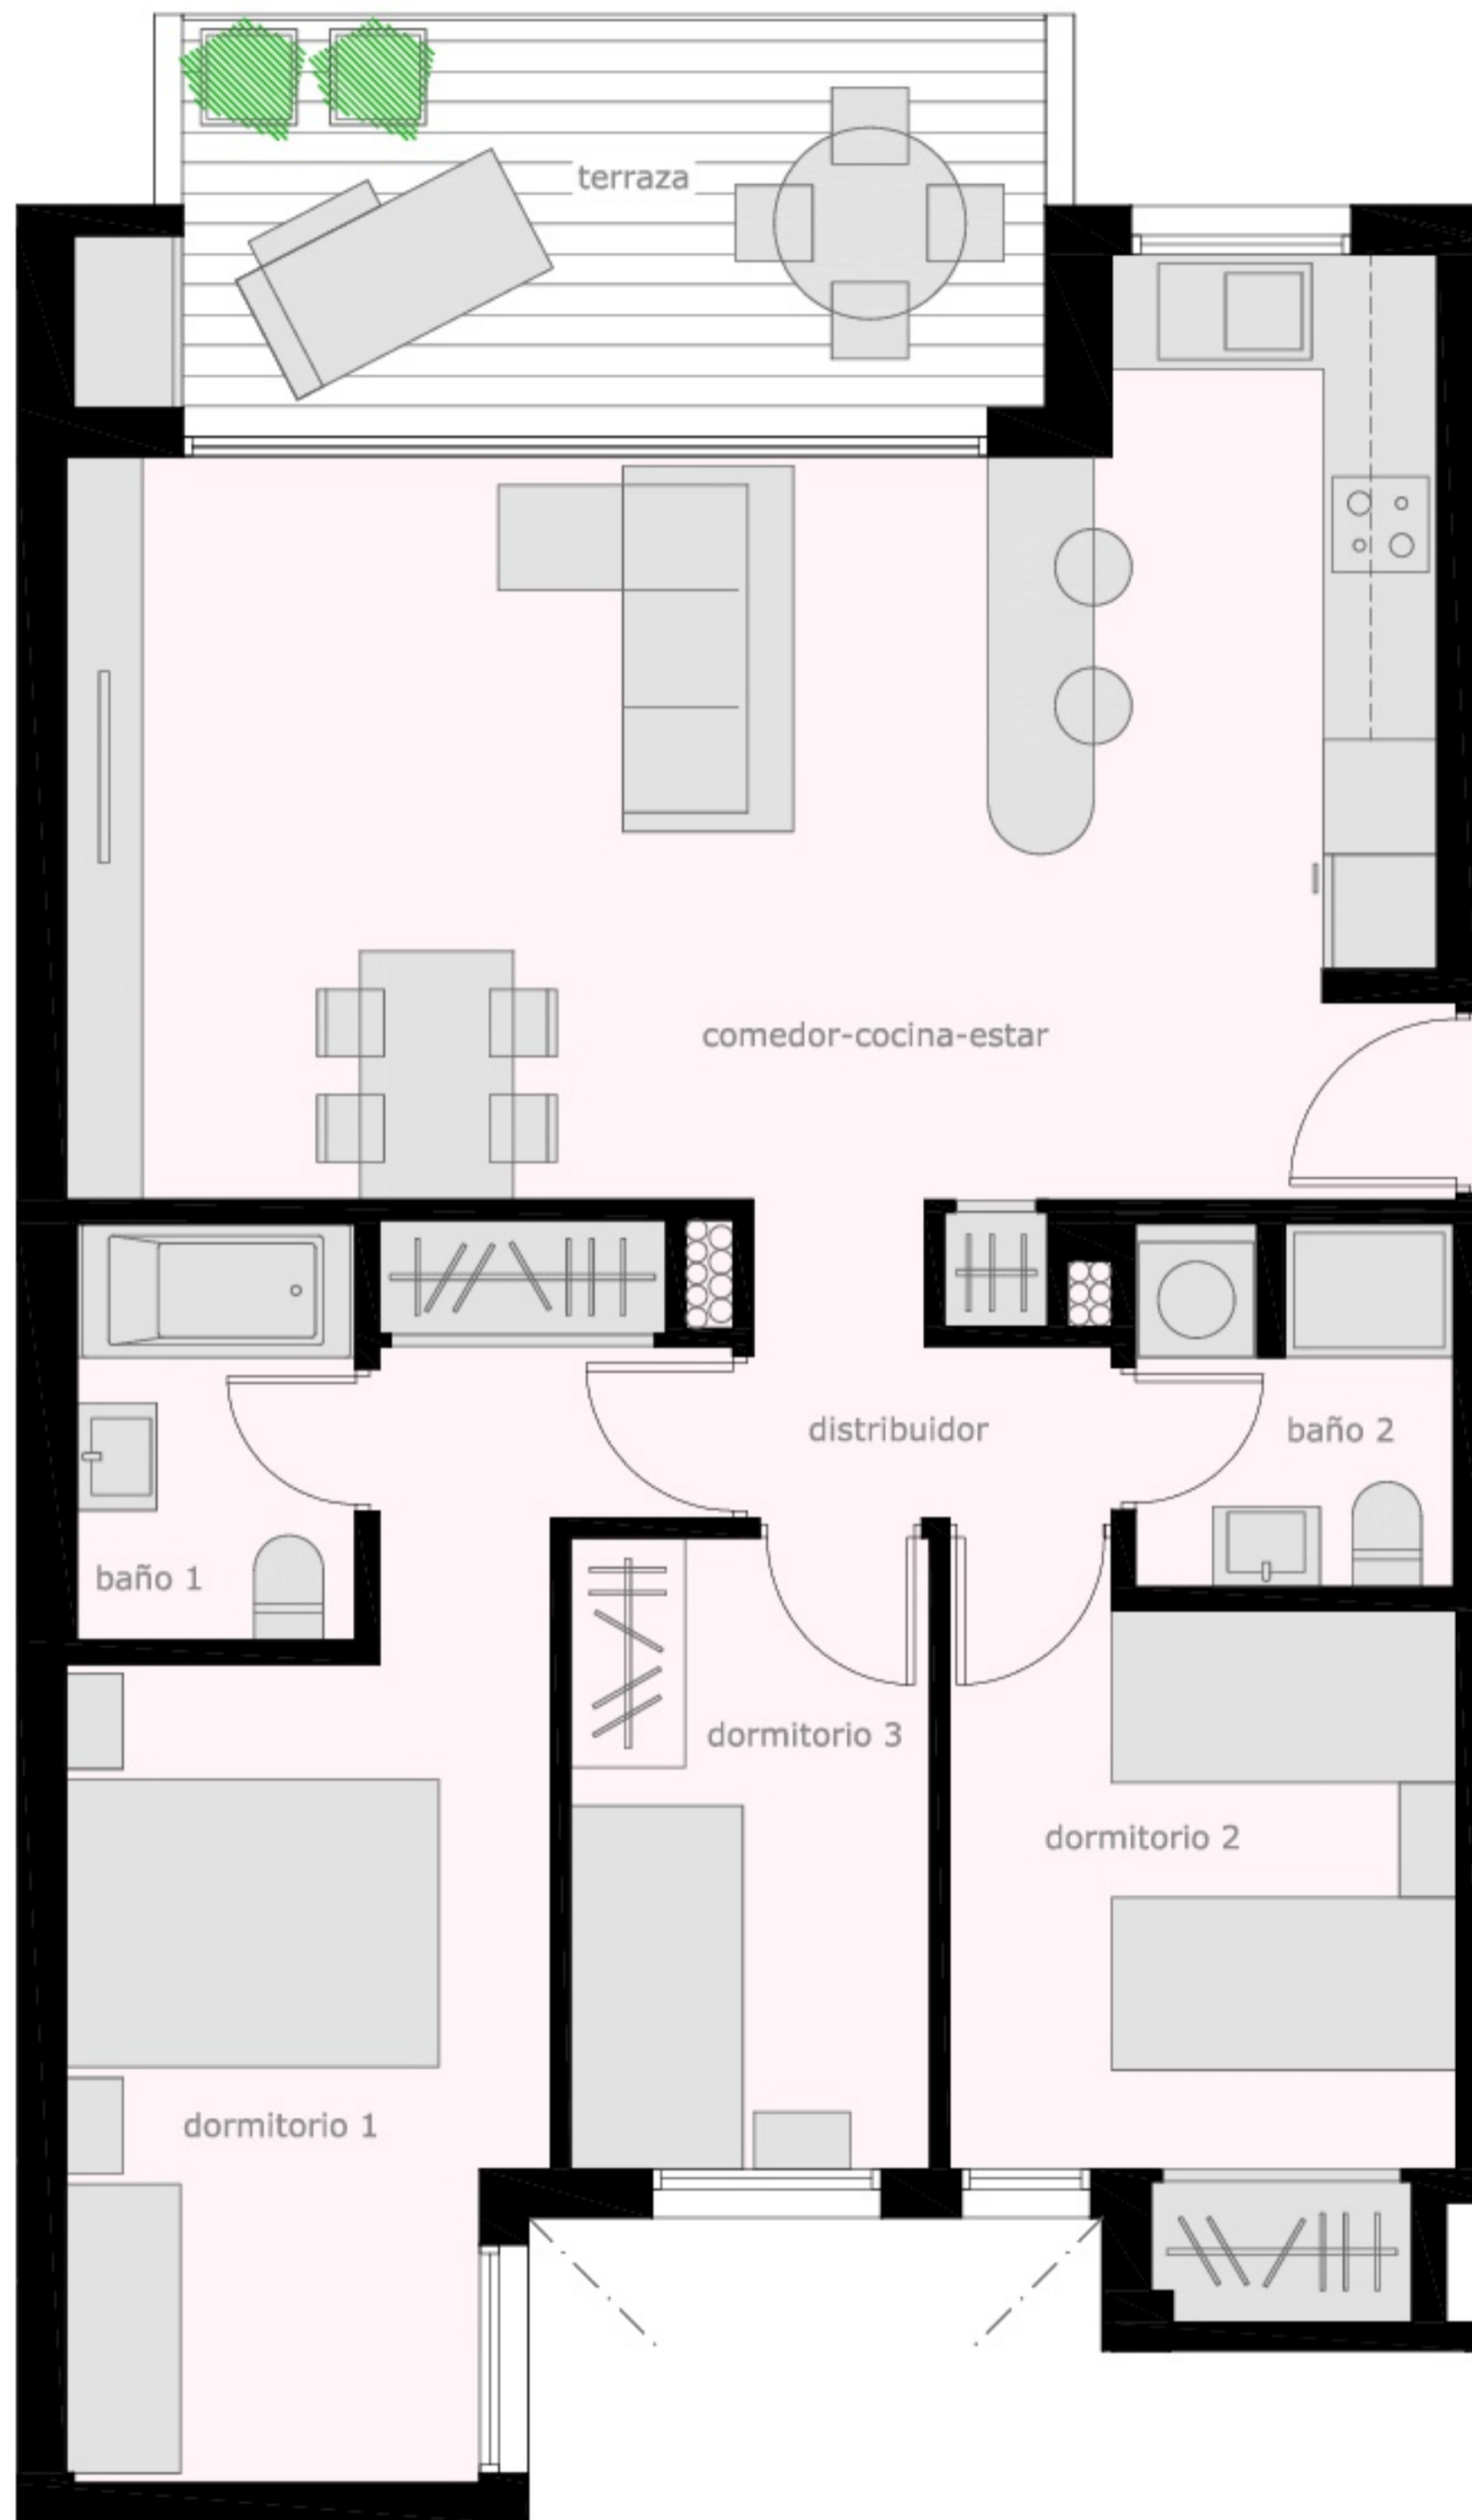 terraza
comedor-cocina-estar
distribuidor
baño 2
baño 1
dormitorio 3
dormitorio 2
dormitorio 1